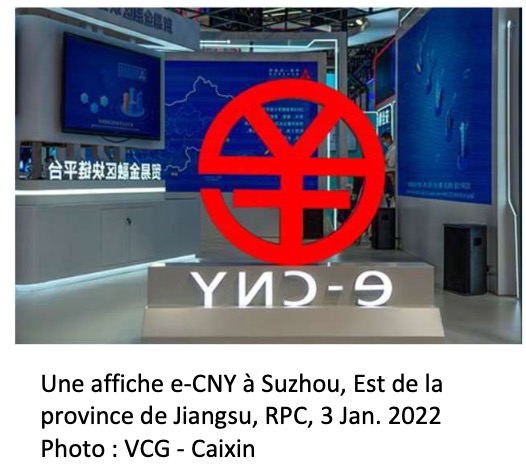 贸易金融区块链平台
e-CNY
Une affiche e-CNY à Suzhou, Est de la
province de Jiangsu, RPC, 3 Jan. 2022
Photo : VCG - Caixin